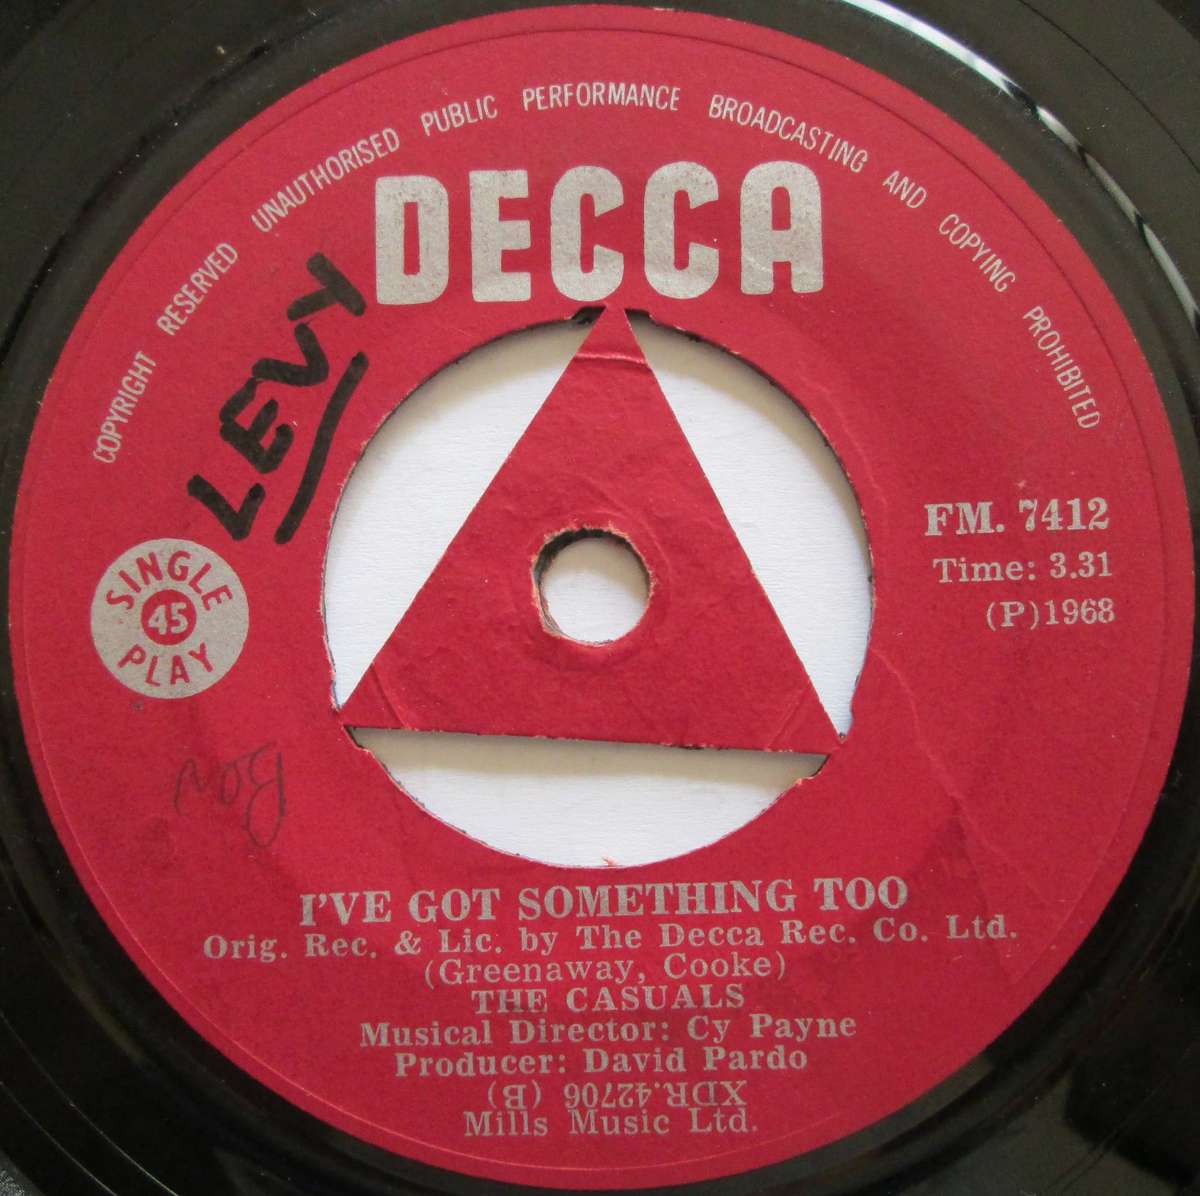 COPYRIGHT RESERVED UNAUTHORISED PUBLIC PERFORMANCE BROADCASTING AND COPYING PROHIBITED
DECCA
LEVY
FM. 7412
Time: 3.31
(P)1968
SINGLE
45
PLAY
I'VE GOT SOMETHING TOO
Orig. Rec. & Lic. by The Decca Rec. Co. Ltd.
(Greenaway, Cooke)
THE CASUALS
Musical Director: Cy Payne
Producer: David Pardo
XDR.42706 (B)
Mills Music Ltd.